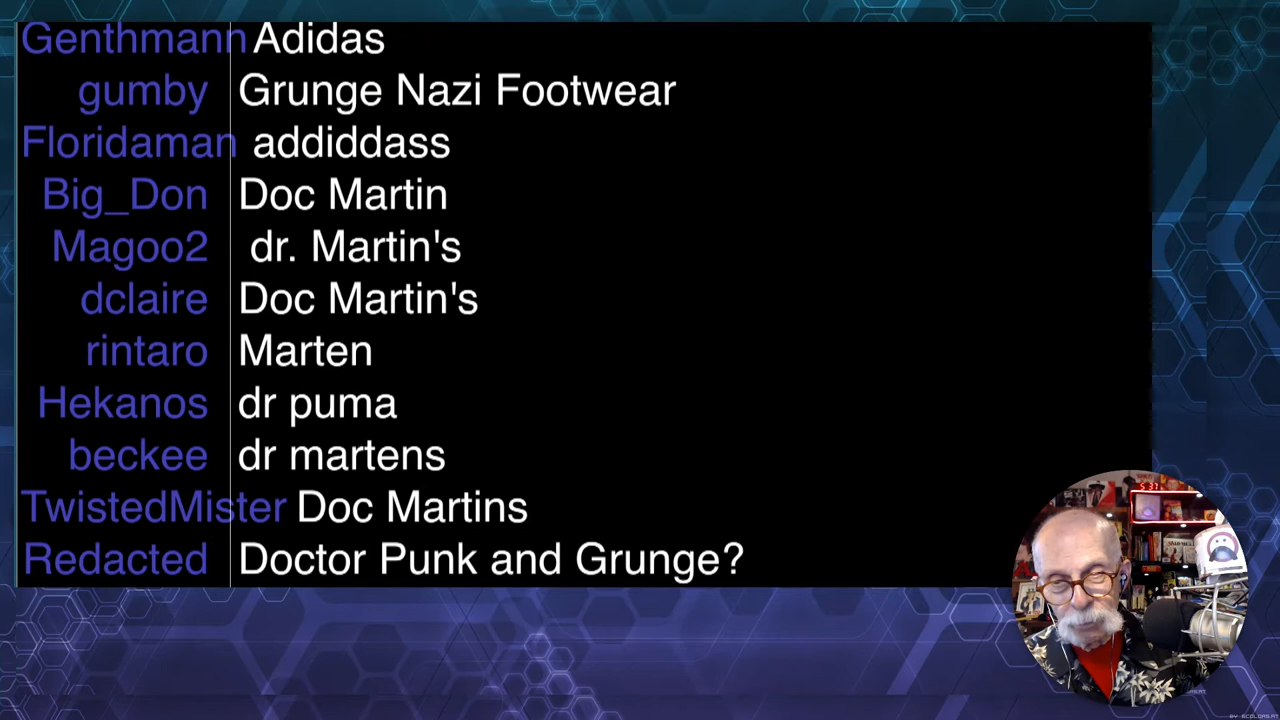 Genthmann Adidas
gumby Grunge Nazi Footwear
Floridaman addiddass
Big_Don Doc Martin
Magoo2 dr. Martin's
dclaire Doc Martin's
rintaro Marten
Hekanos dr puma
beckee dr martens
TwistedMister Doc Martins
Redacted Doctor Punk and Grunge?